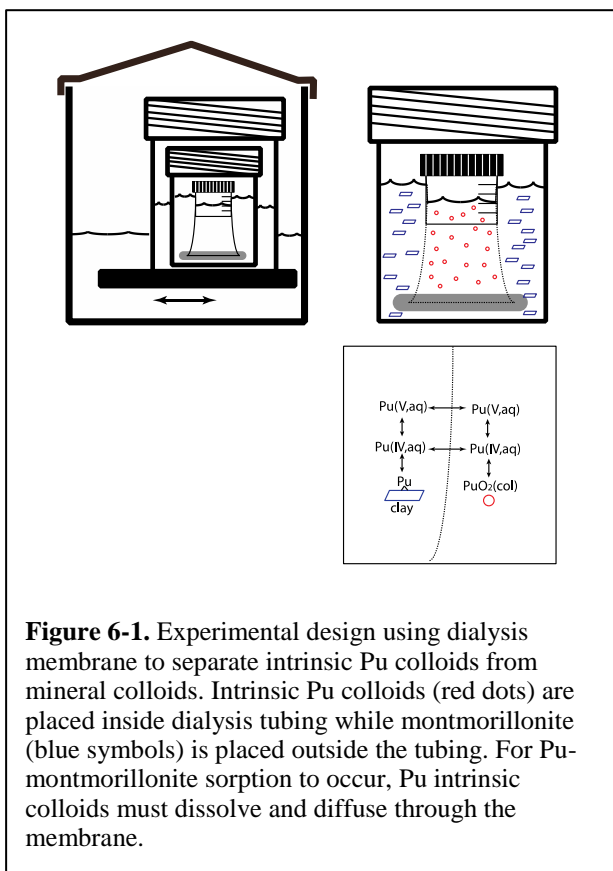 Pu(V,aq) Pu(V,aq)
Pu(IV,aq) Pu(IV,aq)
Pu PuO2(col)
clay
Figure 6-1. Experimental design using dialysis
membrane to separate intrinsic Pu colloids from
mineral colloids. Intrinsic Pu colloids (red dots) are
placed inside dialysis tubing while montmorillonite
(blue symbols) is placed outside the tubing. For Pu-
montmorillonite sorption to occur, Pu intrinsic
colloids must dissolve and diffuse through the
membrane.